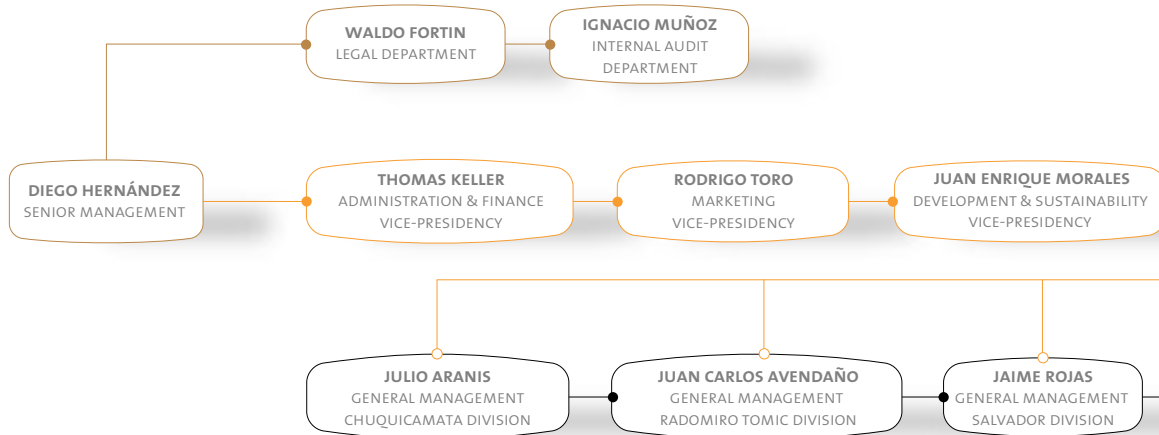 WALDO FORTIN
LEGAL DEPARTMENT
IGNACIO MUÑOZ
INTERNAL AUDIT
DEPARTMENT
DIEGO HERNÁNDEZ
SENIOR MANAGEMENT
THOMAS KELLER
ADMINISTRATION & FINANCE
VICE-PRESIDENCY
RODRIGO TORO
MARKETING
VICE-PRESIDENCY
JUAN ENRIQUE MORALES
DEVELOPMENT & SUSTAINABILITY
VICE-PRESIDENCY
JULIO ARANIS
GENERAL MANAGEMENT
CHUQUICAMATA DIVISION
JUAN CARLOS AVENDAÑO
GENERAL MANAGEMENT
RADOMIRO TOMIC DIVISION
JAIME ROJAS
GENERAL MANAGEMENT
SALVADOR DIVISION